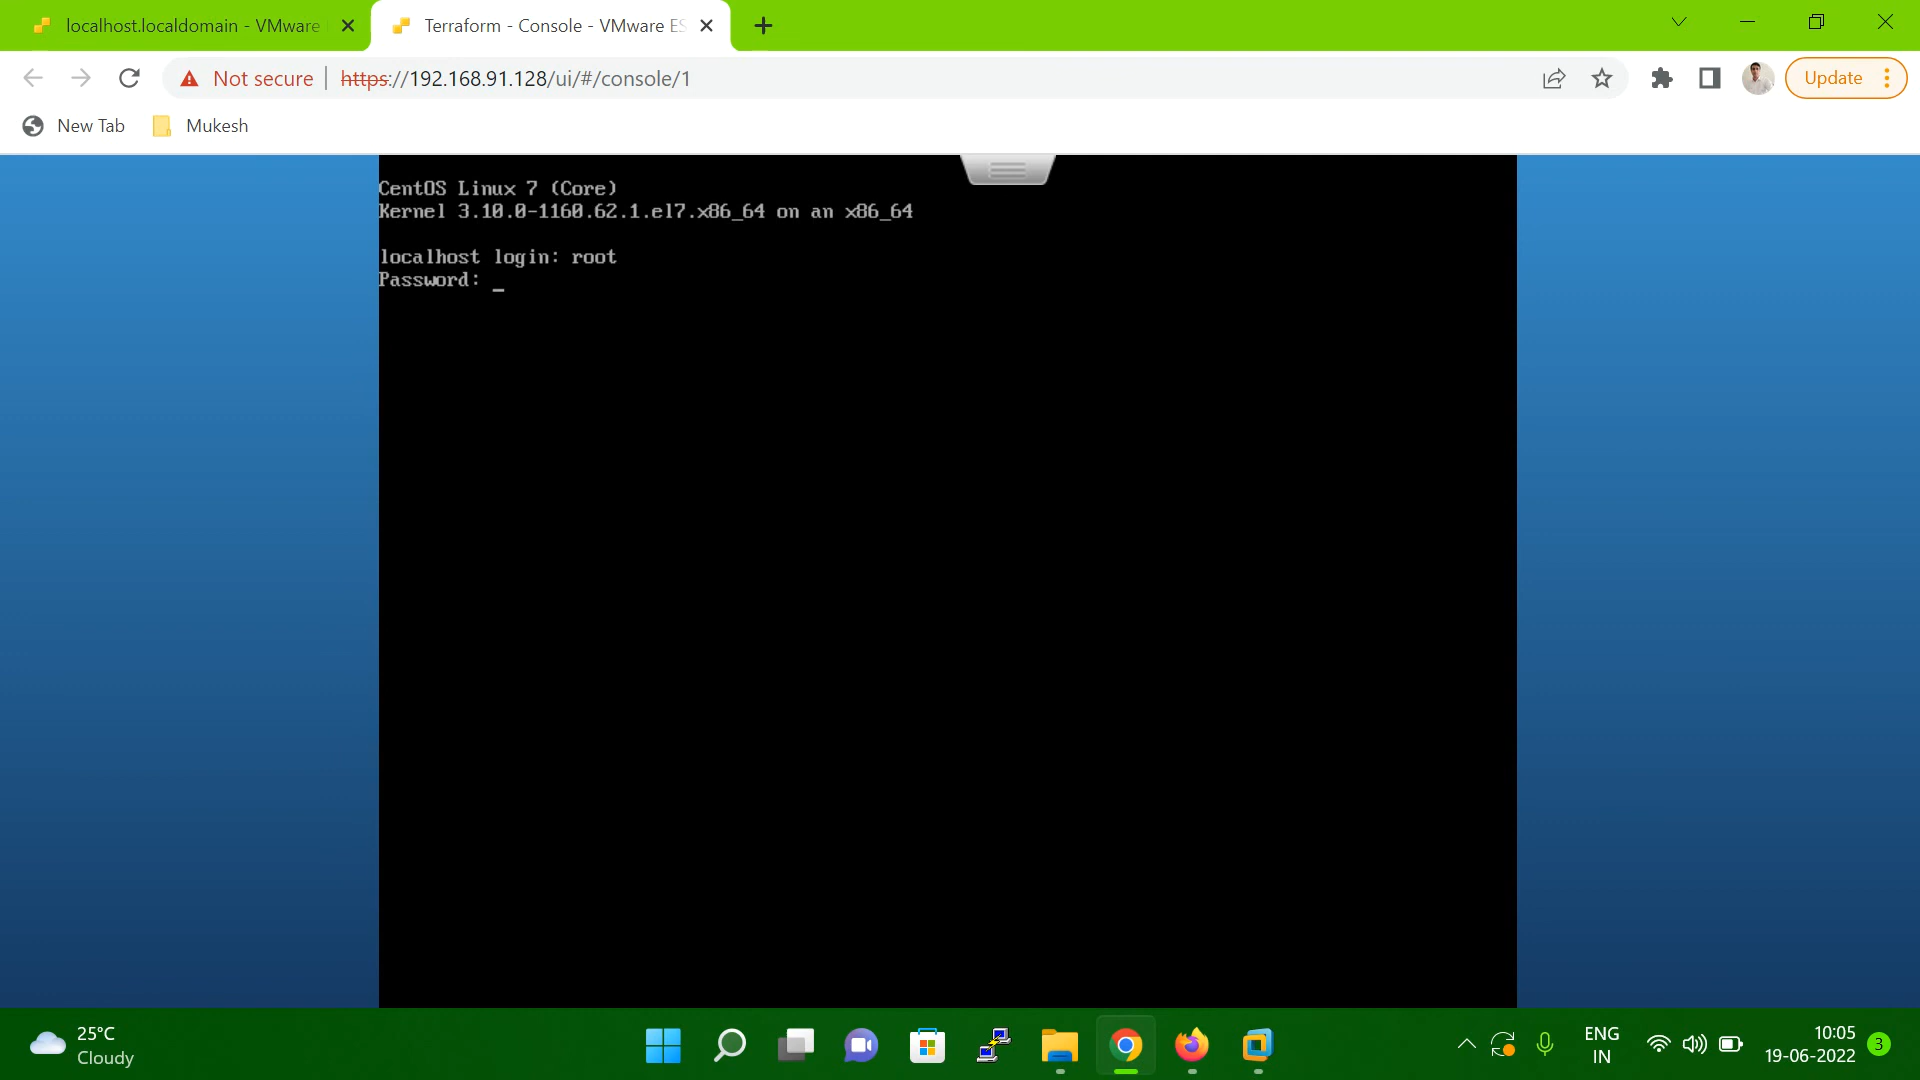 localhost.localdomain - VMware
Terraform - Console - VMware ES
Not secure
https://192.168.91.128/ui/#/console/1
Update
New Tab
Mukesh
CentOS Linux 7 (Core)
Kernel 3.10.0-1160.62.1.el7.x86_64 on an x86_64
localhost login: root
Password: _
25°C
Cloudy
ENG
IN
10:05
19-06-2022
3